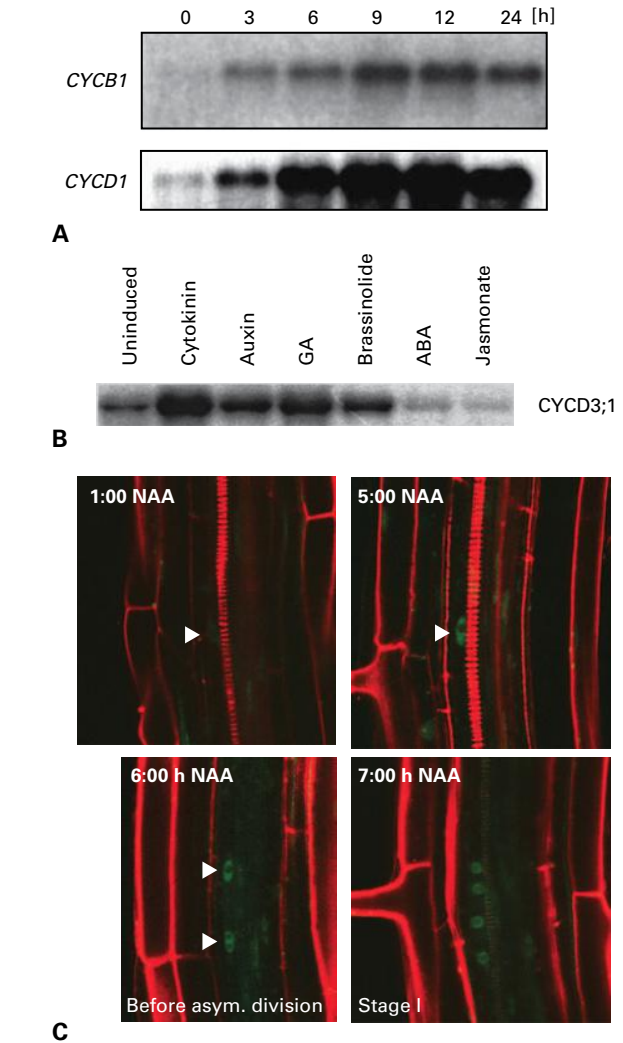 0 3 6 9 12 24 [h]
CYCB1
CYCD1
A
Uninduced
Cytokinin
Auxin
GA
Brassinolide
ABA
Jasmonate
CYCD3;1
B
1:00 NAA
5:00 NAA
6:00 h NAA
Before asym. division
7:00 h NAA
Stage I
C